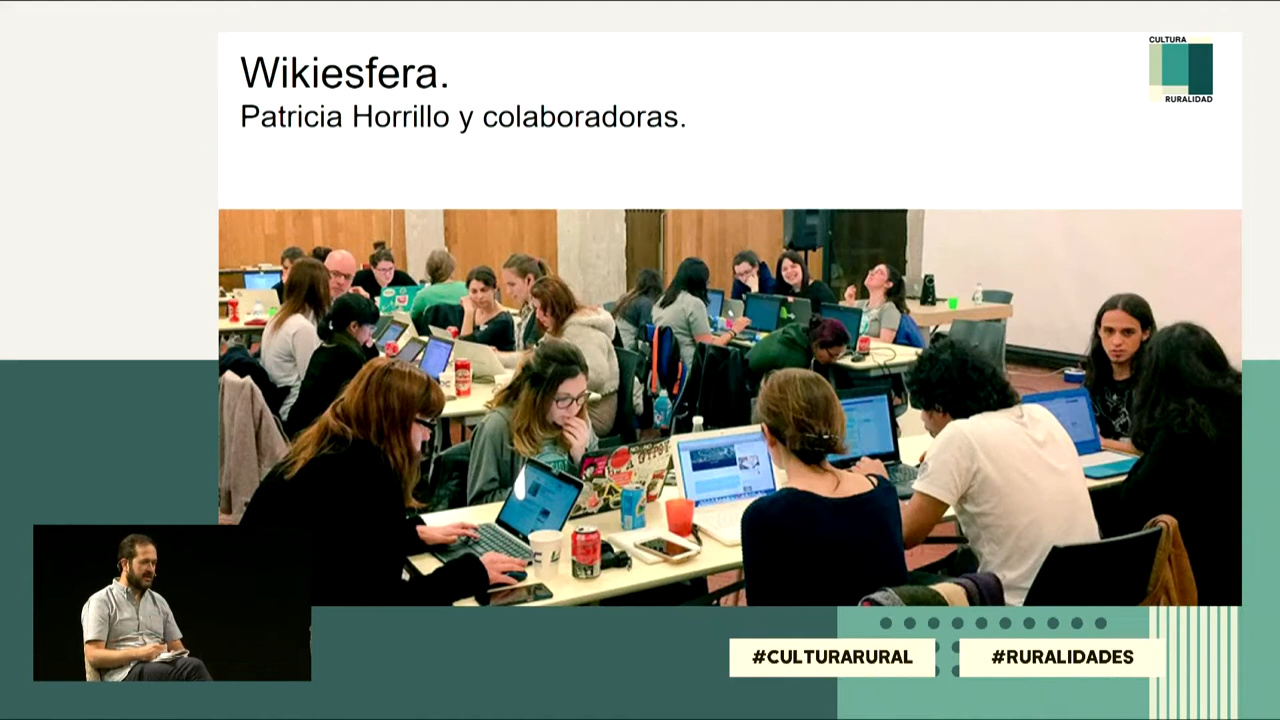 Wikiesfera.
Patricia Horrillo y colaboradoras.
CULTURA
RURALIDAD
#CULTURARURAL
#RURALIDADES